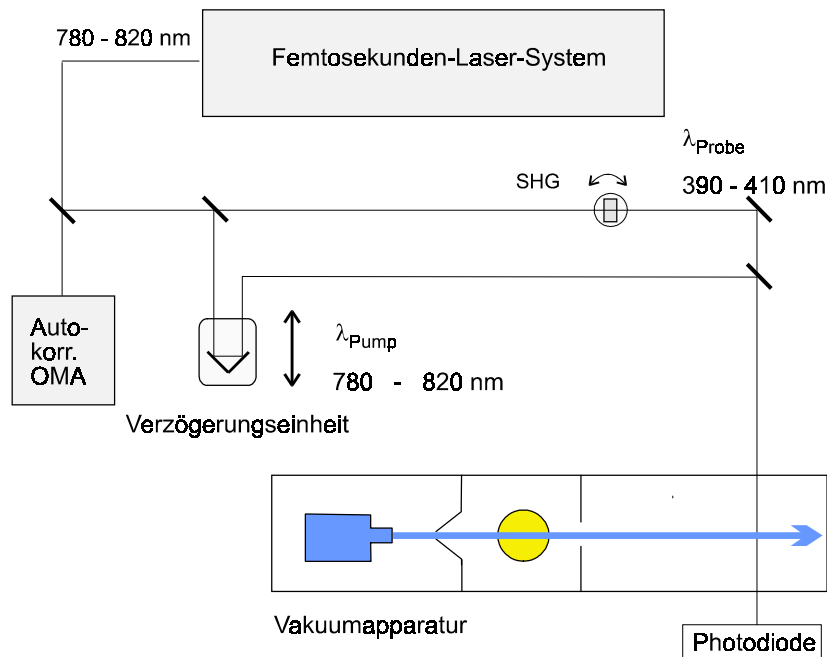 780 - 820 nm
Femtosekunden-Laser-System
λProbe
SHG
390 - 410 nm
Auto-
korr.
OMA
λPump
780 - 820 nm
Verzögerungseinheit
Vakuumapparatur
Photodiode